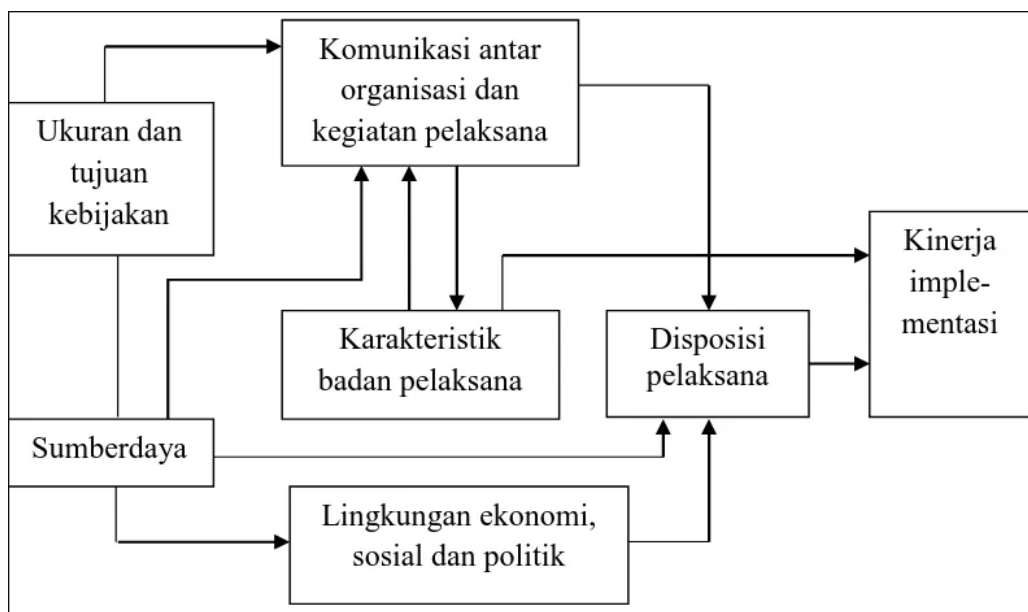 Komunikasi antar
organisasi dan
kegiatan pelaksana
Ukuran dan
tujuan
kebijakan
Kinerja
imple-
mentasi
Karakteristik
badan pelaksana
Disposisi
pelaksana
Sumberdaya
Lingkungan ekonomi,
sosial dan politik